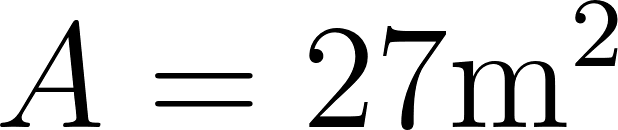 A = 27m²